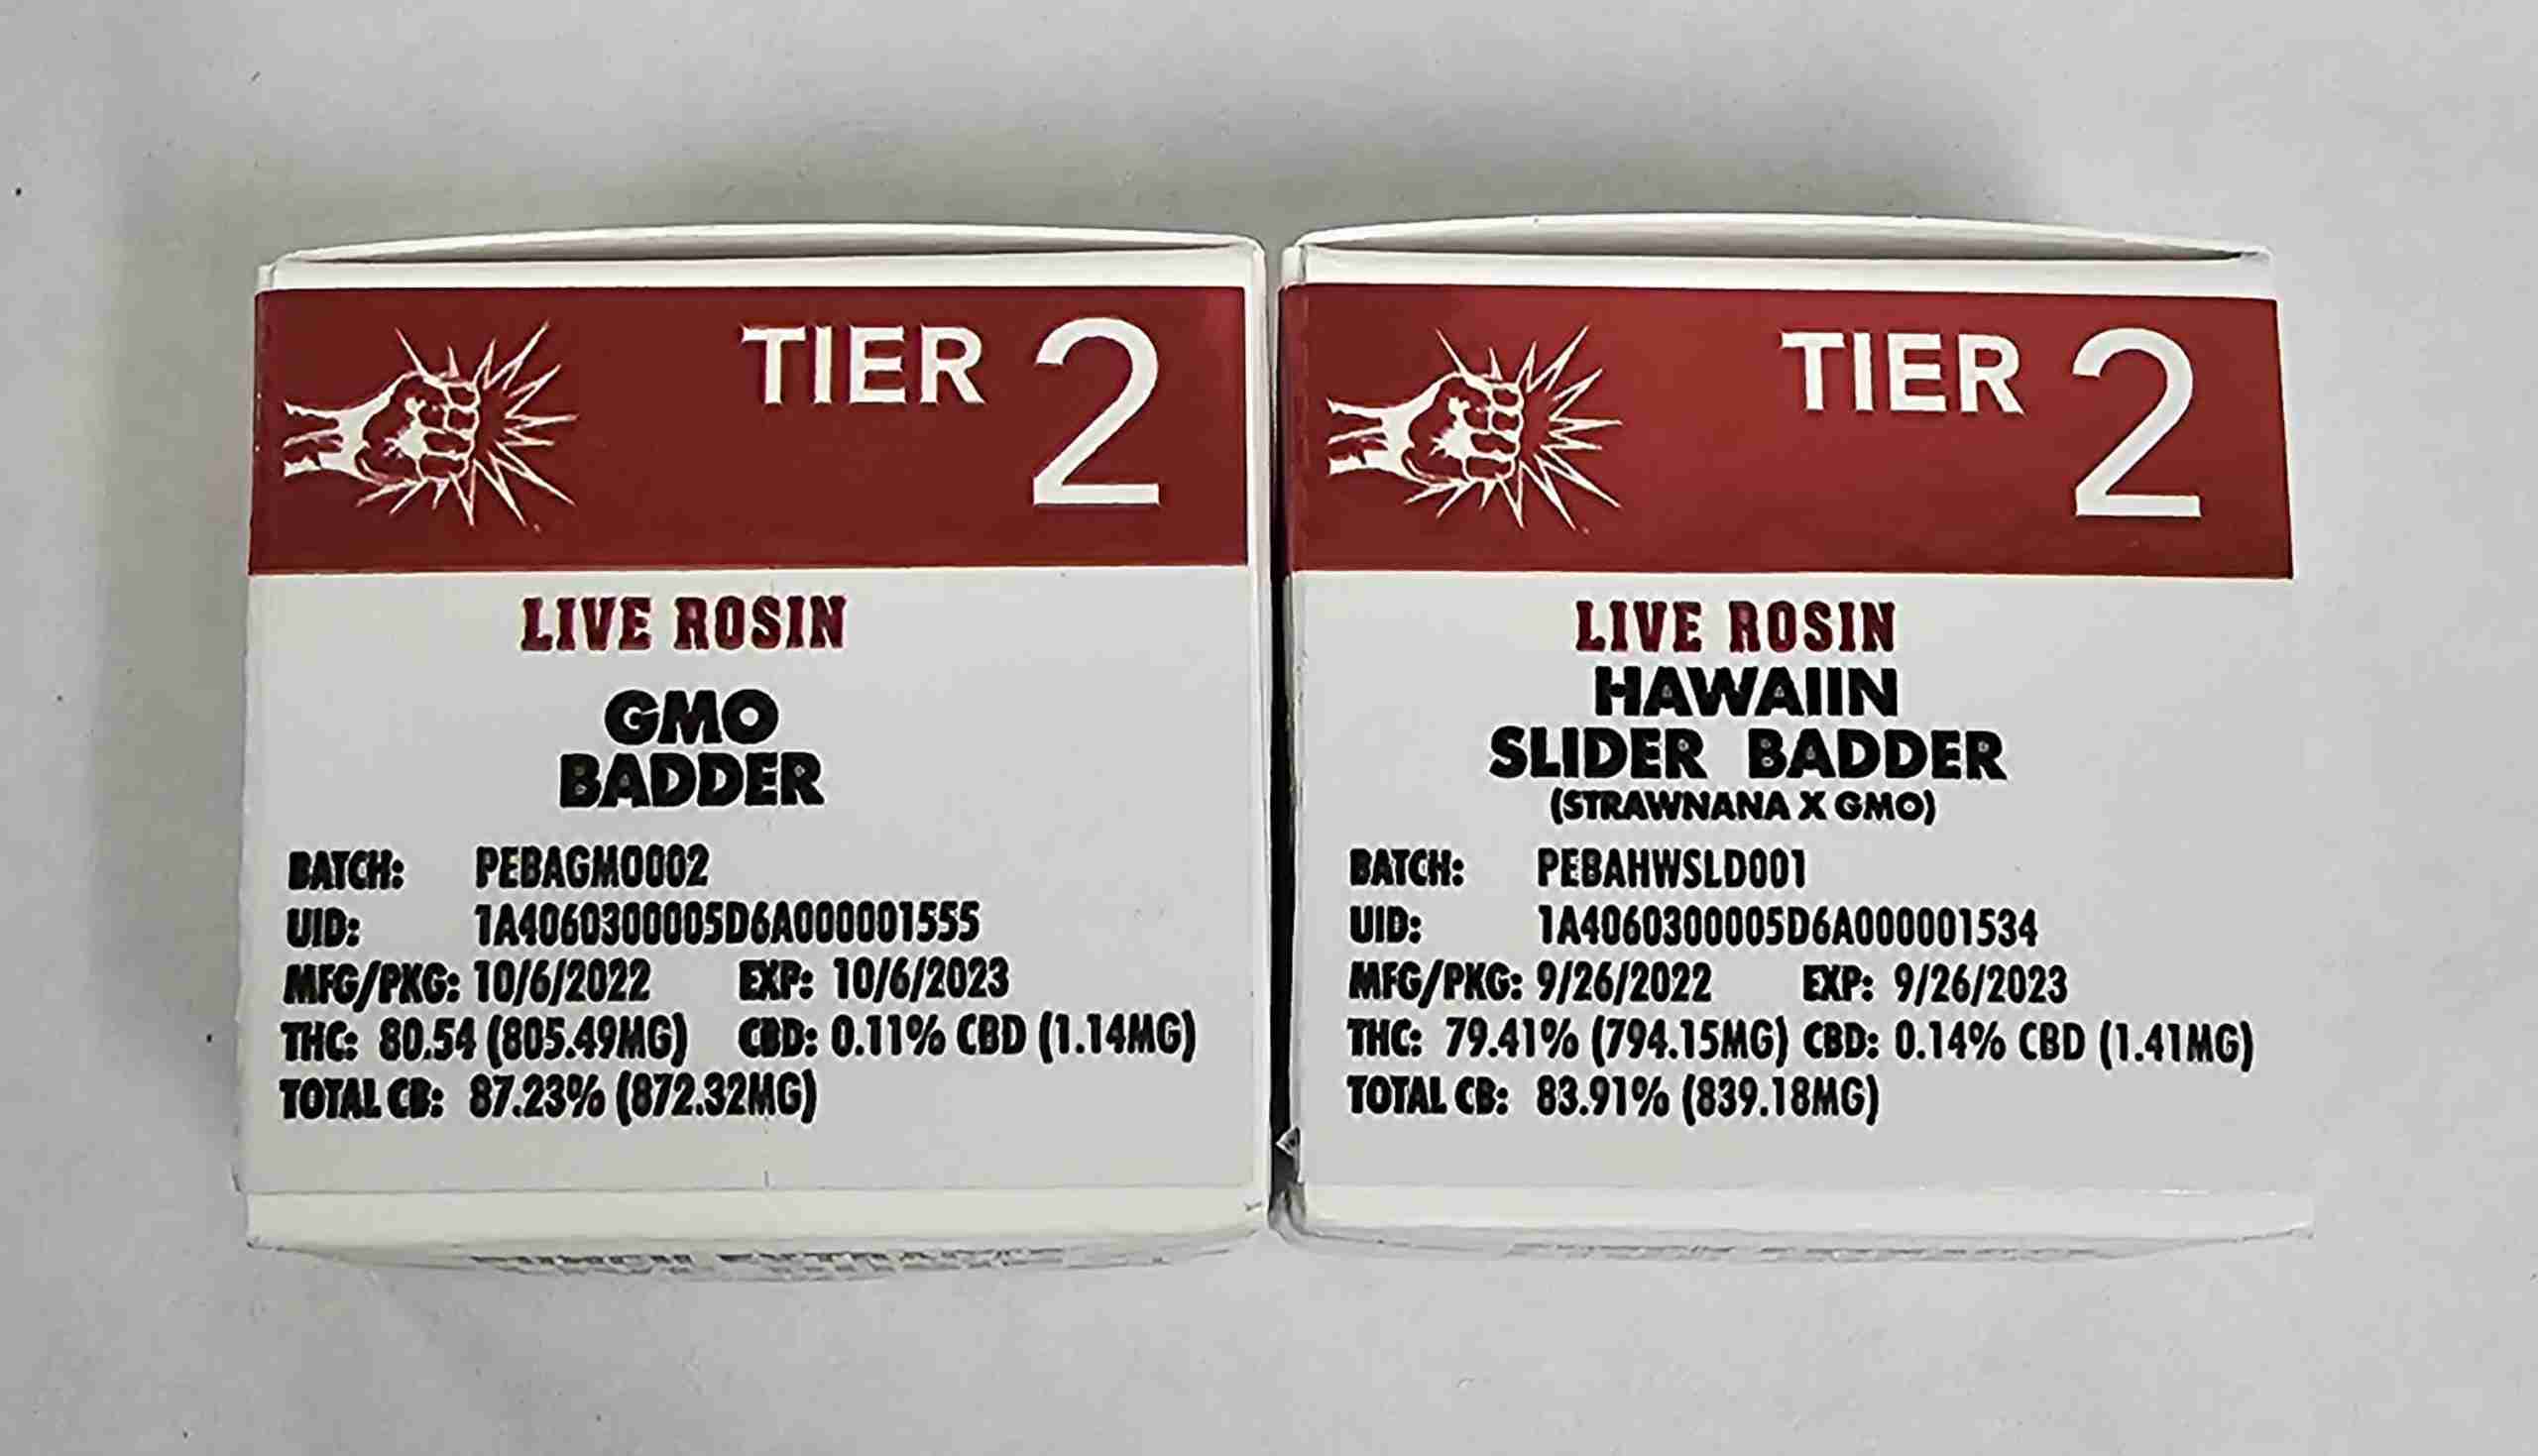 TIER 2
LIVE ROSIN
GMO
BADDER
BATCH: PEBAGMO002
UID: 1A4060300005D6A000001555
MFG/PKG: 10/6/2022 EXP: 10/6/2023
THC: 80.54 (805.49MG) CBD: 0.11% CBD (1.14MG)
TOTAL CB: 87.23% (872.32MG)
TIER 2
LIVE ROSIN
HAWAIIN
SLIDER BADDER
(STRAWNANA X GMO)
BATCH: PEBAHWSLD001
UID: 1A4060300005D6A000001534
MFG/PKG: 9/26/2022 EXP: 9/26/2023
THC: 79.41% (794.15MG) CBD: 0.14% CBD (1.41MG)
TOTAL CB: 83.91% (839.18MG)